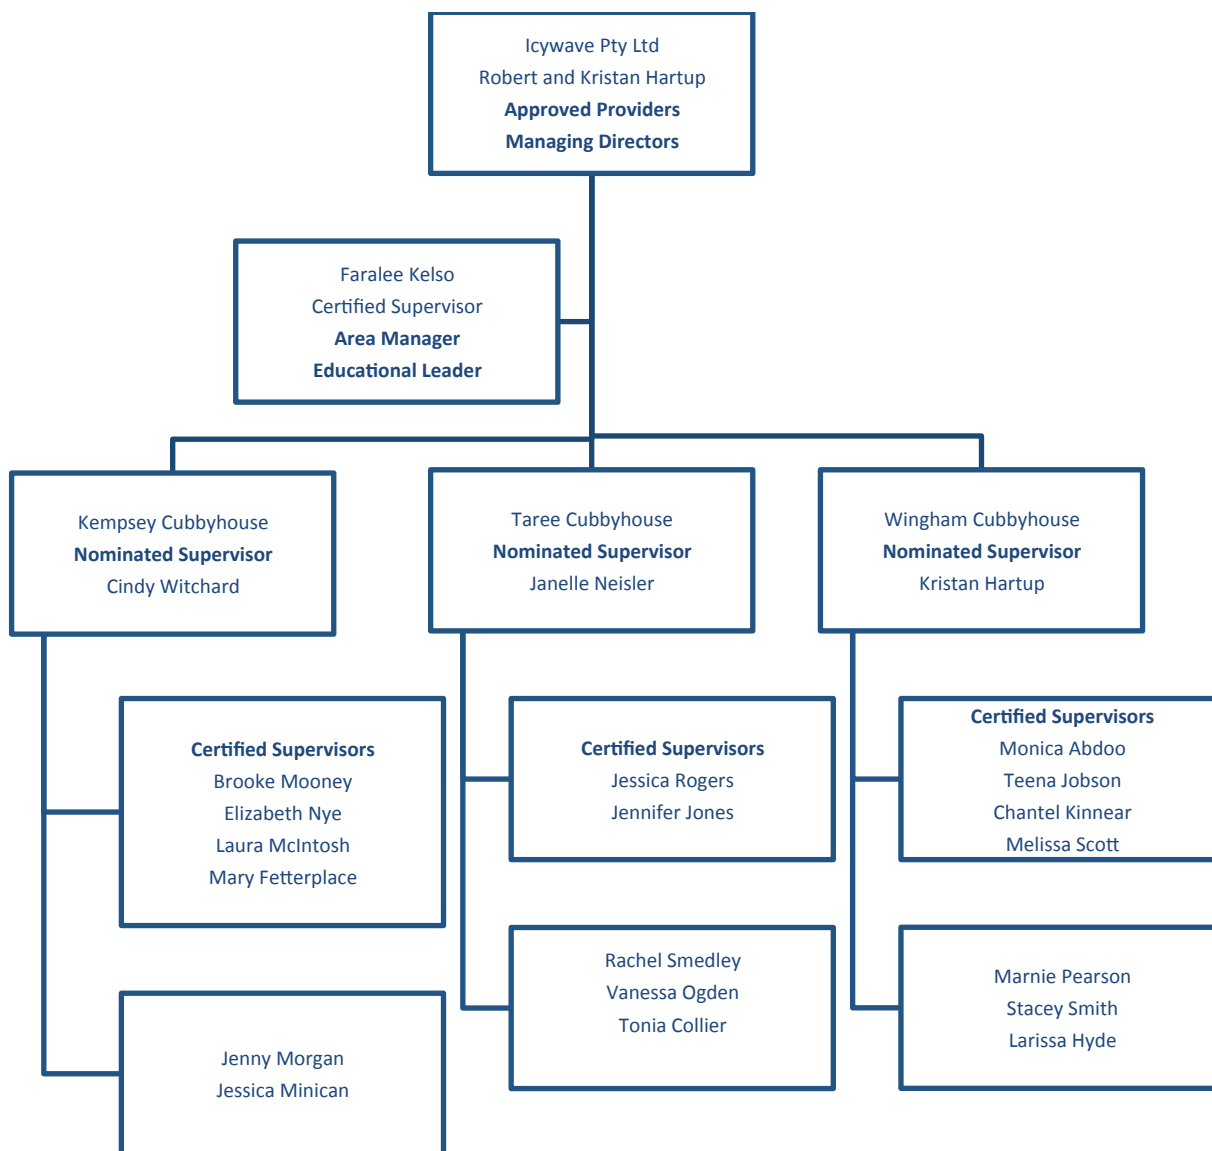 Icywave Pty Ltd
Robert and Kristan Hartup
Approved Providers
Managing Directors
Faralee Kelso
Certified Supervisor
Area Manager
Educational Leader
Kempsey Cubbyhouse
Nominated Supervisor
Cindy Witchard
Taree Cubbyhouse
Nominated Supervisor
Janelle Neisler
Wingham Cubbyhouse
Nominated Supervisor
Kristan Hartup
Certified Supervisors
Brooke Mooney
Elizabeth Nye
Laura McIntosh
Mary Fetterplace
Certified Supervisors
Jessica Rogers
Jennifer Jones
Certified Supervisors
Monica Abdoo
Teena Jobson
Chantel Kinnear
Melissa Scott
Jenny Morgan
Jessica Minican
Rachel Smedley
Vanessa Ogden
Tonia Collier
Marnie Pearson
Stacey Smith
Larissa Hyde